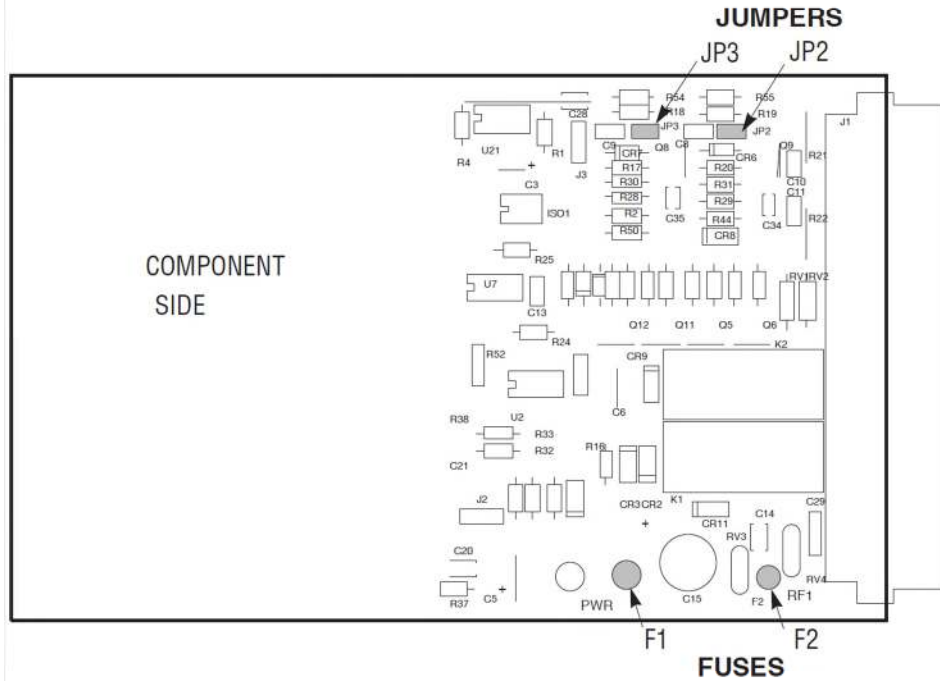 JUMPERS
JP3 JP2
R54 R55
C28 R18 R19
J1
U21 JP3 JP2
R4 R1 C9 Q8 C8 Q9
J3 CR7 CR6 R21
R17 R20
C3 R30 R31 C10
ISO1 R28 C35 R29 C11
R2 R44 C34 R22
R50 CR8
R25
COMPONENT
SIDE
U7 RV1 RV2
C13
Q12 Q11 Q5 Q6
R24 K2
R52 CR9
C6
R38 U2
R33 R16
R32
C21
J2 K1
CR3 CR2 C29
CR11 C14
RV3
C20
RV4
R37 C5 PWR C15 F2 RF1
F1 F2
FUSES